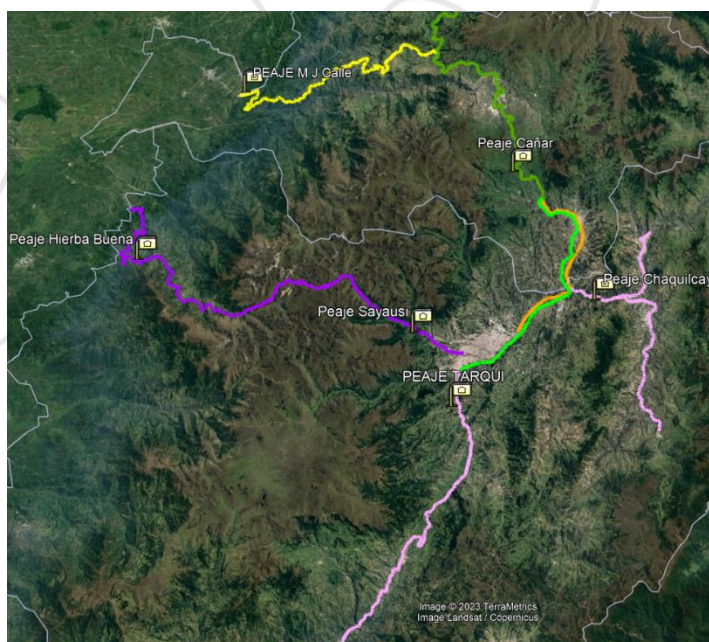 PEAJE M J Calle
Peaje Cañar
Peaje Hierba Buena
Peaje Chaquilcay
Peaje Sayausi
PEAJE TARQUI
Image © 2023 TerraMetrics
Image Landsat / Copernicus